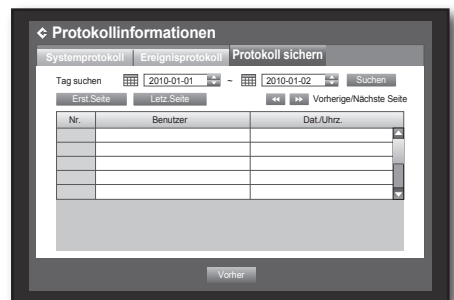 Protokollinformationen
Systemprotokoll Ereignisprotokoll Protokoll sichern
Tag suchen 2010-01-01 ~ 2010-01-02 Suchen
Erst.Seite Letz.Seite Vorherige/Nächste Seite
Nr. Benutzer Dat./Uhrz.
Vorher